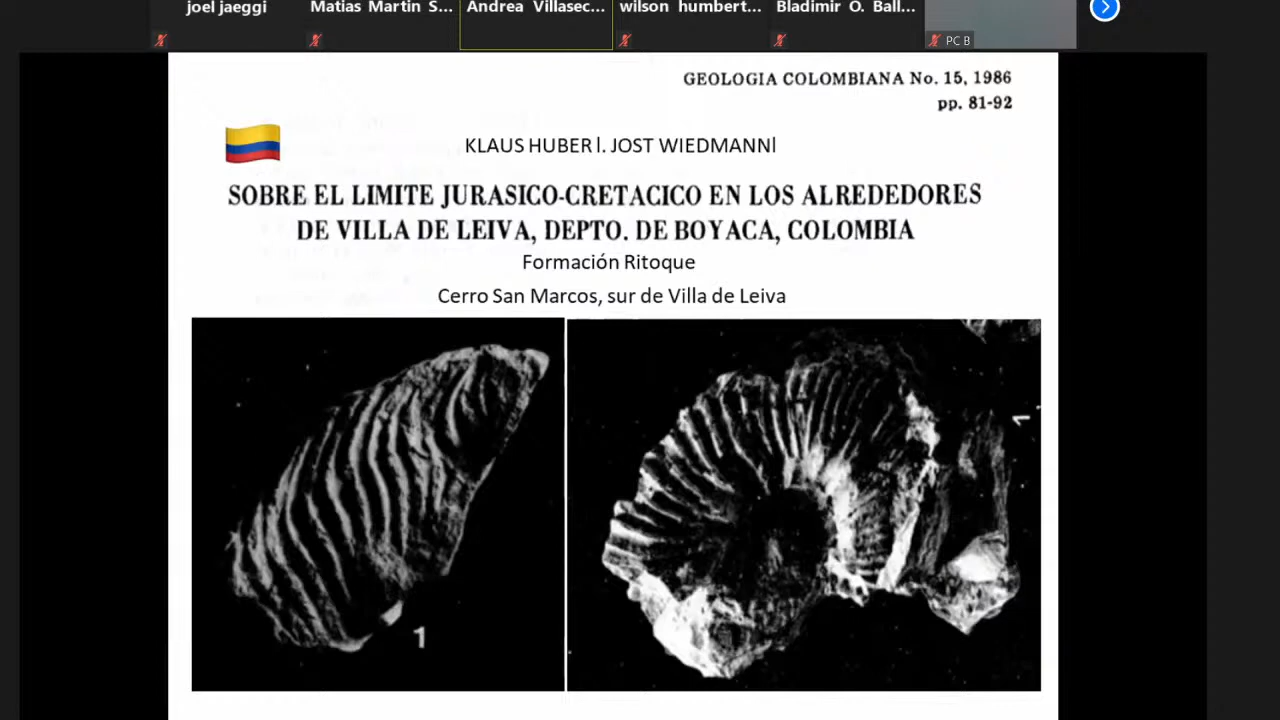 joel jaeggi
Matias Martin S...
Andrea Villasec...
wilson humbert...
Bladimir O. Ball...
PC B
GEOLOGIA COLOMBIANA No. 15, 1986
pp. 81-92
KLAUS HUBER l. JOST WIEDMANNl
SOBRE EL LIMITE JURASICO-CRETACICO EN LOS ALREDEDORES
DE VILLA DE LEIVA, DEPTO. DE BOYACA, COLOMBIA
Formación Ritoque
Cerro San Marcos, sur de Villa de Leiva
1
1